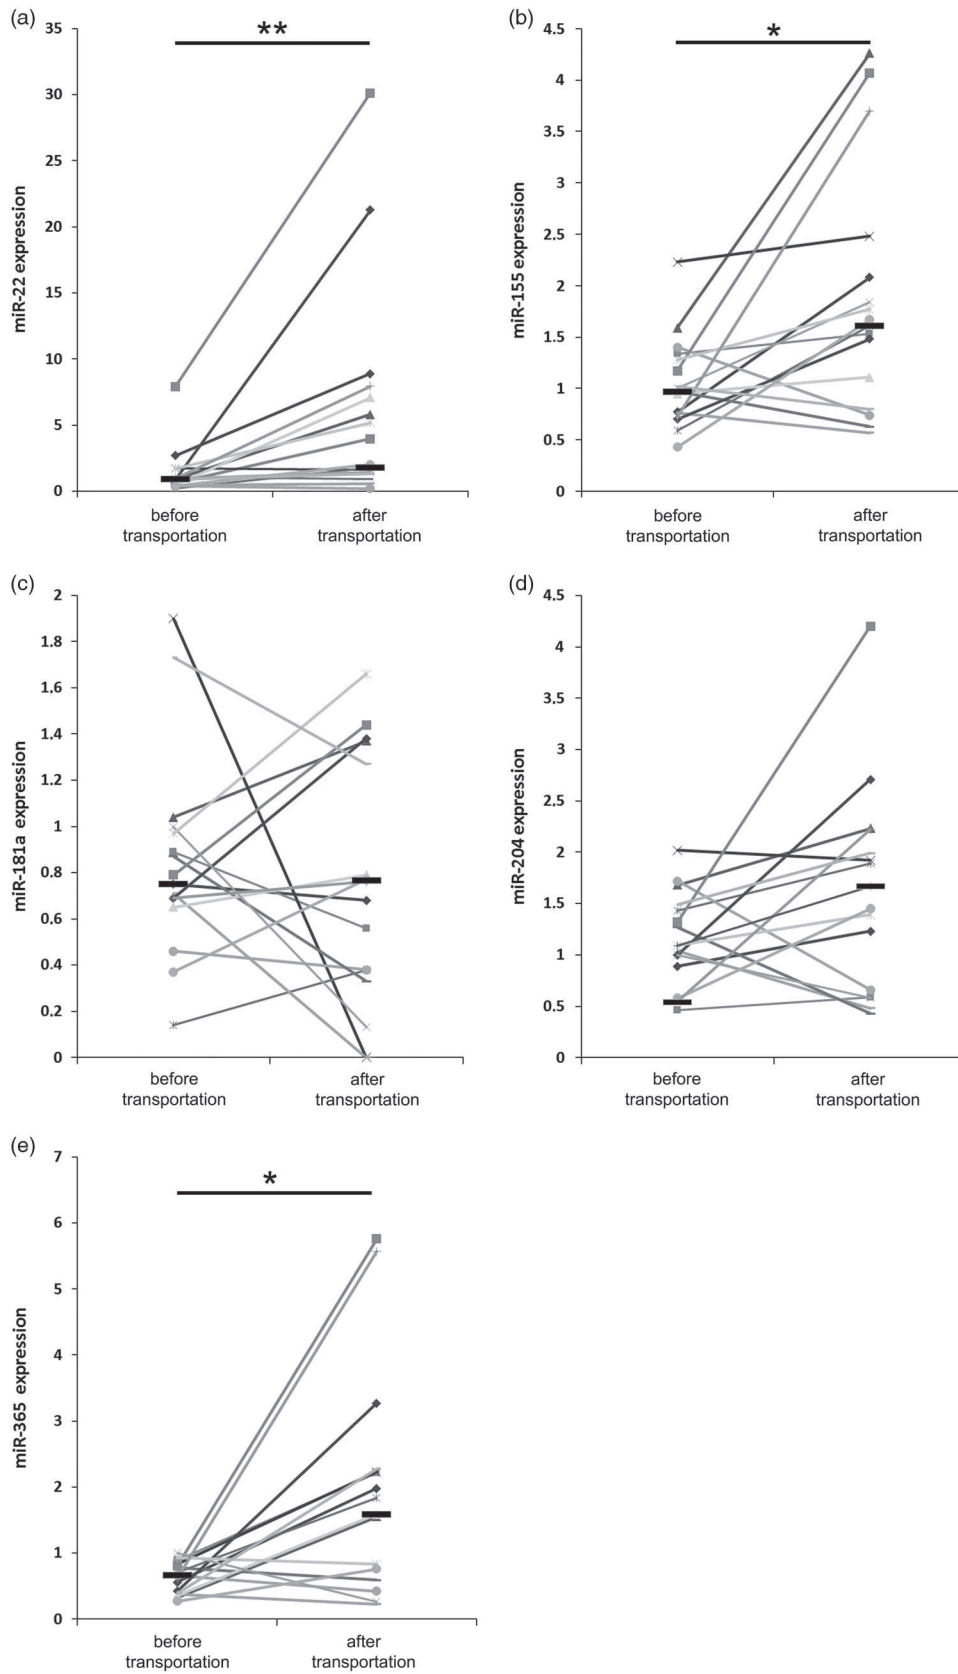 (a)
**
35
30
25
20
15
10
5
0
miR-22 expression
before
transportation
after
transportation
(b)
*
4.5
4
3.5
3
2.5
2
1.5
1
0.5
0
miR-155 expression
before
transportation
after
transportation
(c)
2
1.8
1.6
1.4
1.2
1
0.8
0.6
0.4
0.2
0
miR-181a expression
before
transportation
after
transportation
(d)
4.5
4
3.5
3
2.5
2
1.5
1
0.5
0
miR-204 expression
before
transportation
after
transportation
(e)
*
7
6
5
4
3
2
1
0
miR-365 expression
before
transportation
after
transportation